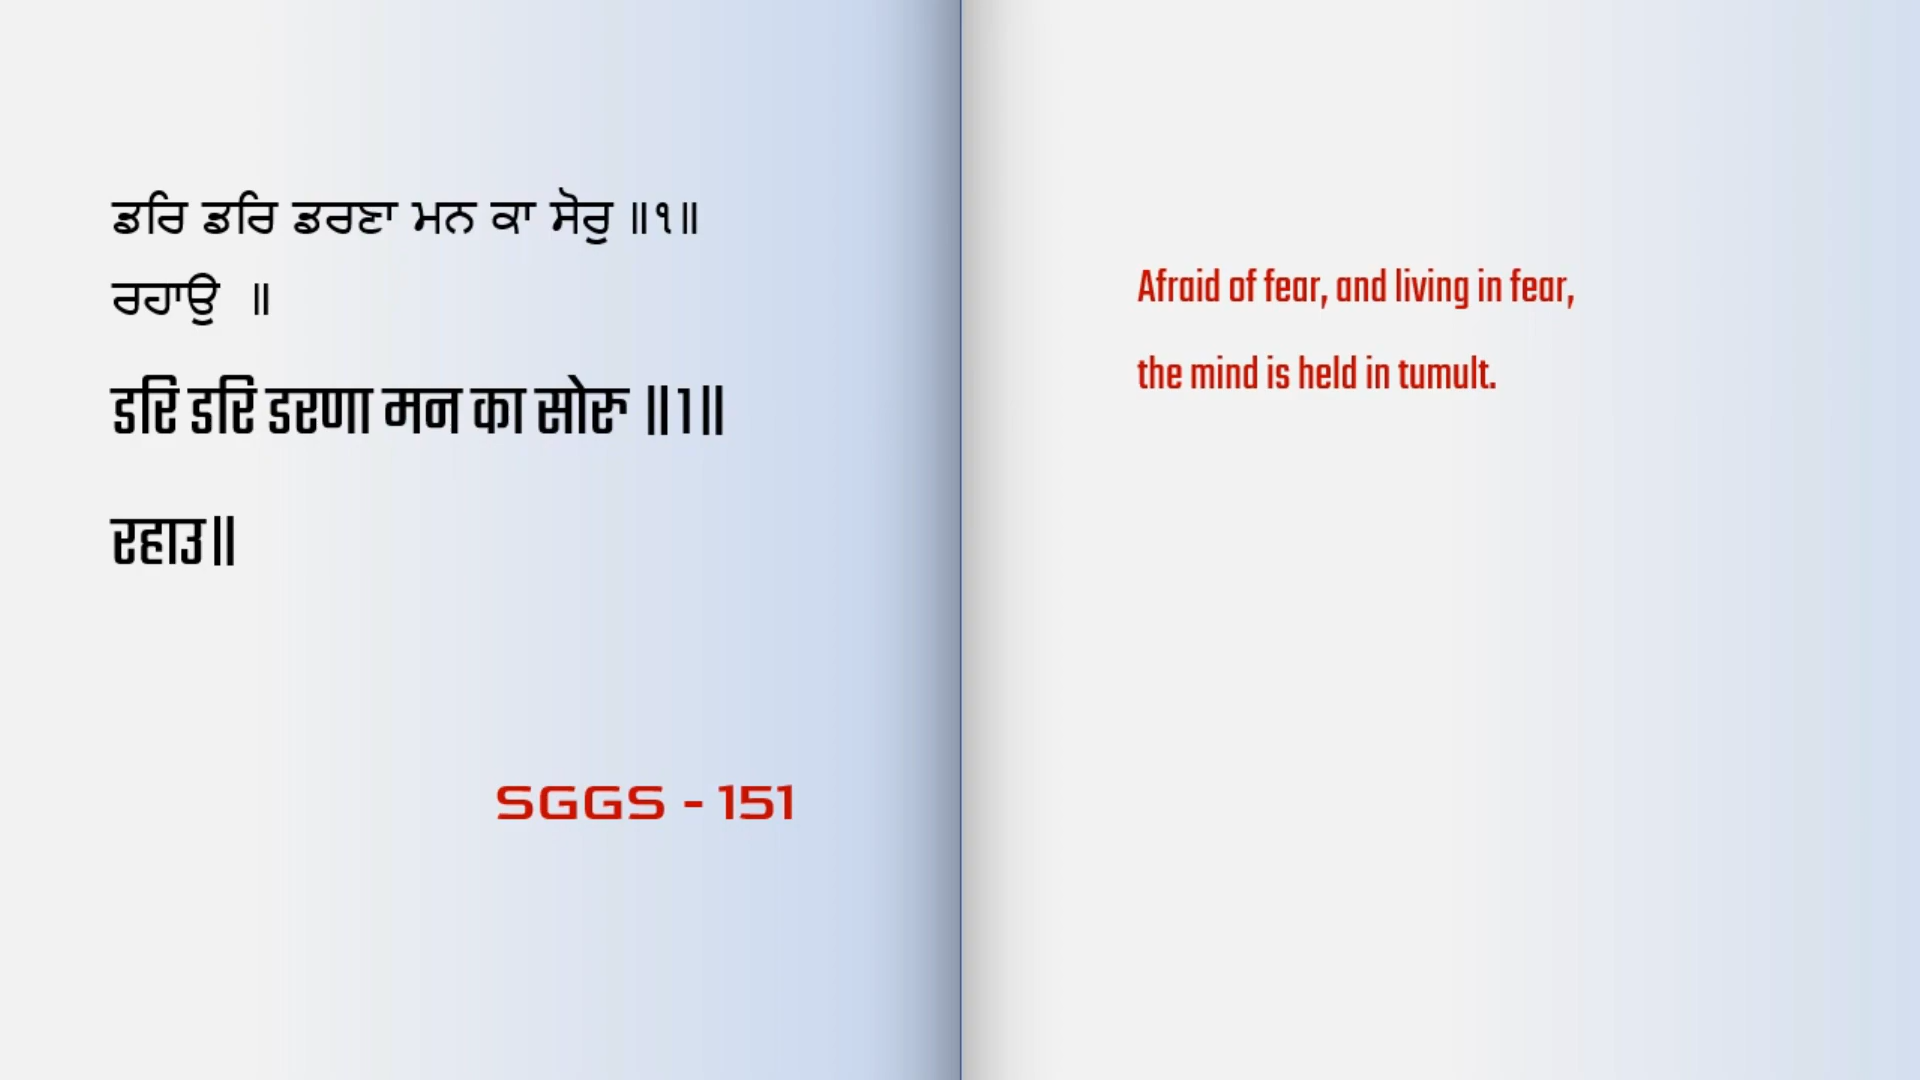 ਡਰਿ ਡਰਿ ਡਰਣਾ ਮਨ ਕਾ ਸੋਰੁ ॥੧॥
ਰਹਾਉ ॥
डरि डरि डरणा मन का सोरु ॥१॥
रहाउ॥
SGGS - 151
Afraid of fear, and living in fear,
the mind is held in tumult.